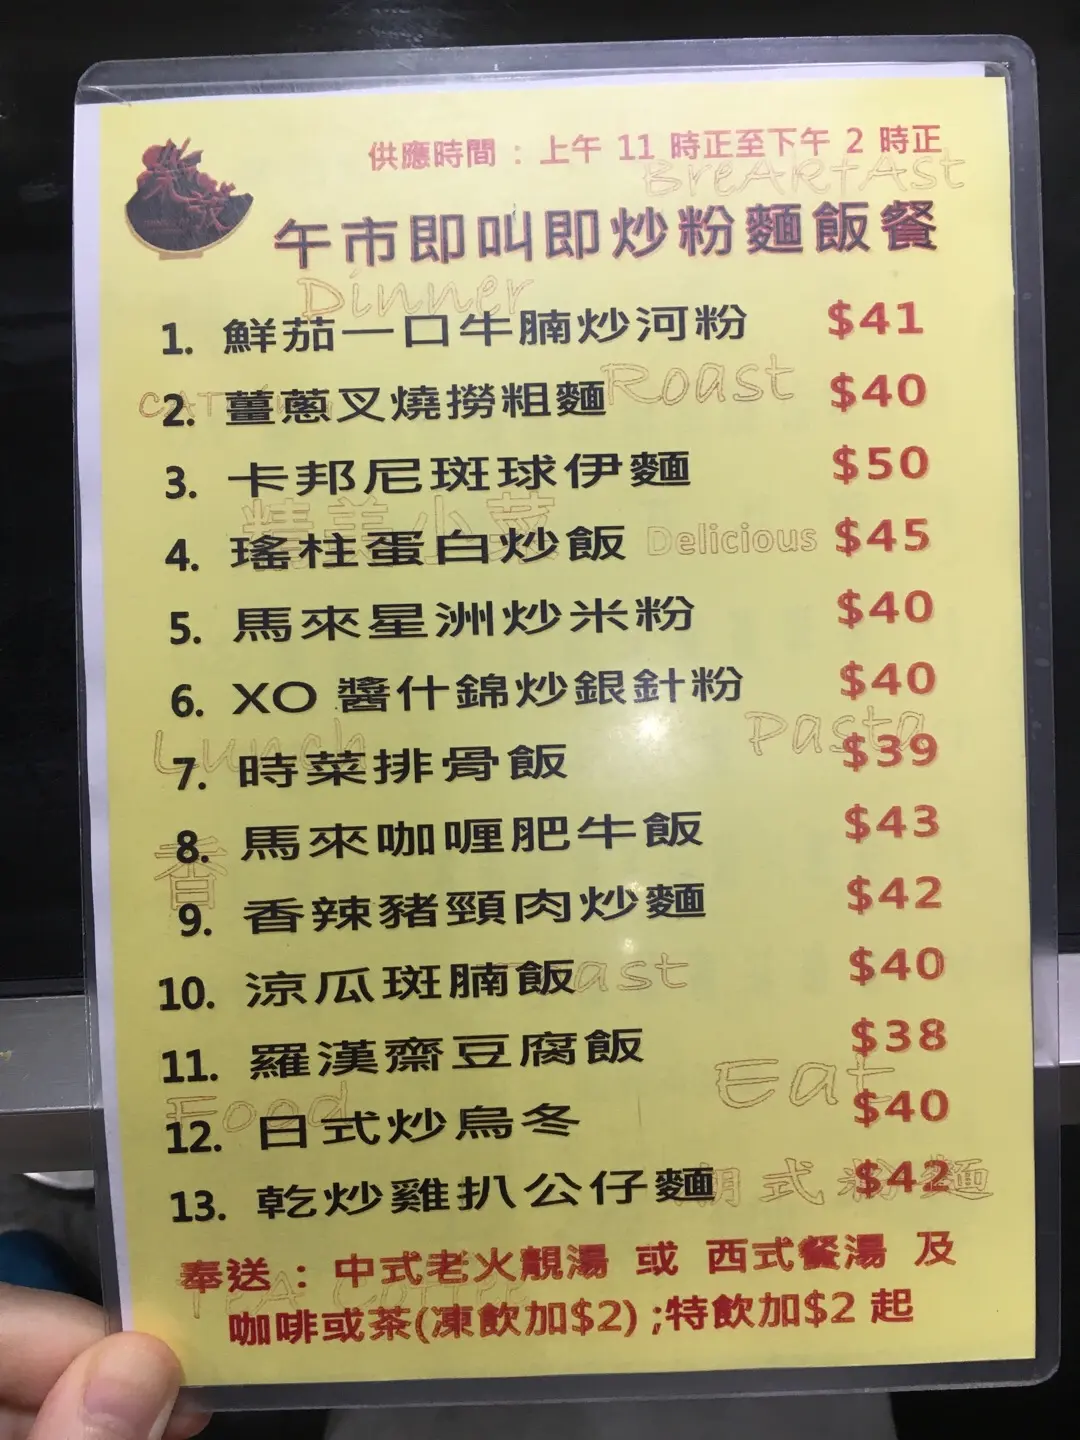 供應時間 : 上午 11 時正至下午 2 時正
Breakfast
午市即叫即炒粉麵飯餐
Dinner
1. 鮮茄一口牛腩炒河粉 $41
Roast
2. 薑蔥叉燒撈粗麵 $40
3. 卡邦尼斑球伊麵 $50
精美小菜
Delicious
4. 瑤柱蛋白炒飯 $45
5. 馬來星洲炒米粉 $40
6. XO 醬什錦炒銀針粉 $40
Lunch
Pasta
7. 時菜排骨飯 $39
8. 馬來咖喱肥牛飯 $43
香
9. 香辣豬頸肉炒麵 $42
10. 涼瓜斑腩飯 $40
11. 羅漢齋豆腐飯 $38
Eat
Food
12. 日式炒烏冬 $40
13. 乾炒雞扒公仔麵 $42
奉送 : 中式老火靚湯 或 西式餐湯 及
咖啡或茶(凍飲加$2) ;特飲加$2 起